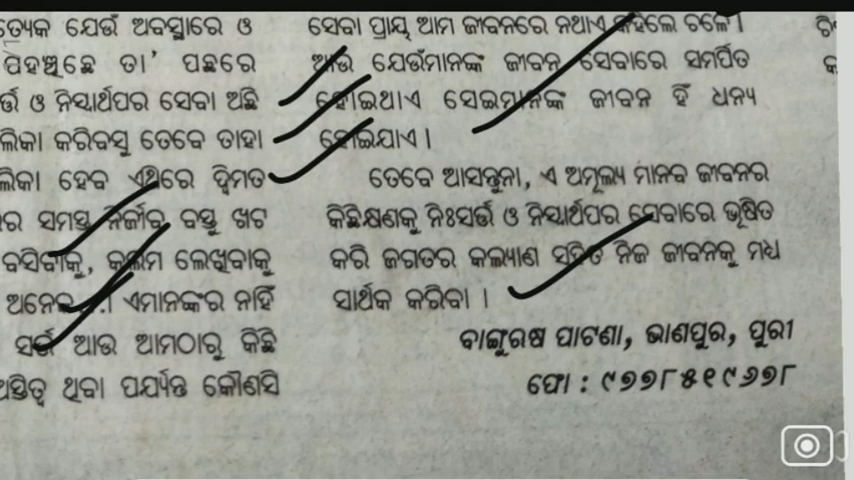 ତ୍ୟେକ ଯେଉଁ ଅବସ୍ଥାରେ ଓ
ପହଞ୍ଚିଛେ ତା' ପଛରେ
ର୍ତ୍ତ ଓ ନିସ୍ୱାର୍ଥପର ସେବା ଅଛି
ଲିକା କରିବସୁ ତେବେ ତାହା
ଲିକା ହେବ ଏଥିରେ ଦ୍ୱିମତ
ର ସମସ୍ତ ନିର୍ଜୀବ ବସ୍ତୁ ଖଟ
ବସିବାକୁ, କଲମ ଲେଖିବାକୁ
ଅନେକ ଏମାନଙ୍କର ନାହିଁ
ସର୍ତ୍ତ ଆଉ ଆମଠାରୁ କିଛି
ଅସ୍ତିତ୍ୱ ଥିବା ପର୍ଯ୍ୟନ୍ତ କୌଣସି
ସେବା ପ୍ରାୟ ଆମ ଜୀବନରେ ନଥାଏ କହିଲେ ଚଳେ।
ଆଉ ଯେଉଁମାନଙ୍କ ଜୀବନ ସେବାରେ ସମର୍ପିତ
ହୋଇଥାଏ ସେଇମାନଙ୍କ ଜୀବନ ହିଁ ଧନ୍ୟ
ହୋଇଯାଏ।
ତେବେ ଆସନ୍ତୁନା, ଏ ଅମୂଲ୍ୟ ମାନବ ଜୀବନର
କିଛିକ୍ଷଣକୁ ନିଃସର୍ତ୍ତ ଓ ନିସ୍ୱାର୍ଥପର ସେବାରେ ଭୂଷିତ
କରି ଜଗତର କଲ୍ୟାଣ ସହିତ ନିଜ ଜୀବନକୁ ମଧ୍ୟ
ସାର୍ଥକ କରିବା ।
ବାଙ୍ଗୁରଷ ପାଟଣା, ଭାଣପୁର, ପୁରୀ
ଫୋ : ୯୭୭୮୫୧୯୬୭୮